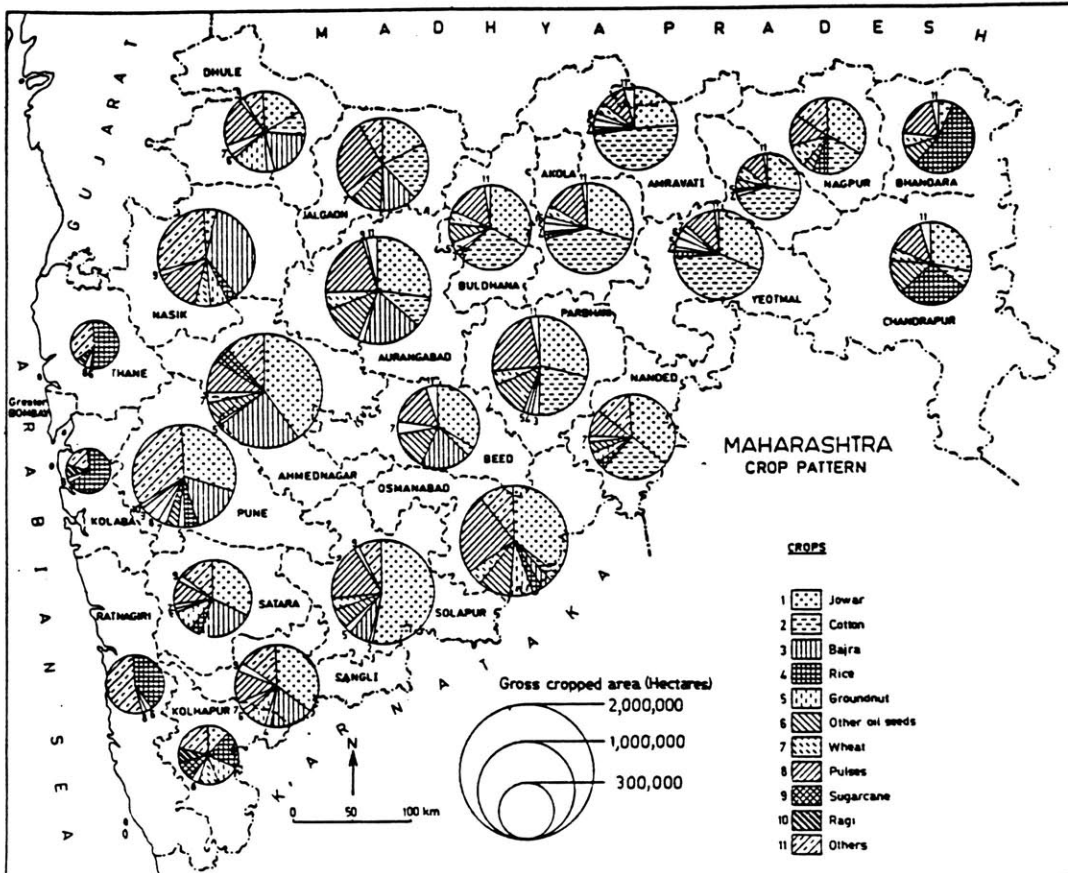 MADHYA PRADESH
GUJARAT
DHULE
JALGAON
AKOLA
AMRAVATI
NAGPUR
BHANDARA
BULDHANA
YEOTMAL
CHANDRAPUR
NASIK
AURANGABAD
PARBHANI
NANDED
THANE
Greater
BOMBAY
ARABIAN SEA
AHMEDNAGAR
BEED
MAHARASHTRA
CROP PATTERN
OSMANABAD
KOLABA
PUNE
SATARA
SOLAPUR
RATNAGIRI
SANGLI
KOLHAPUR
KARNATAKA
N
0 50 100 km
Gross cropped area (Hectares)
2,000,000
1,000,000
300,000
CROPS
1 Jowar
2 Cotton
3 Bajra
4 Rice
5 Groundnut
6 Other oil seeds
7 Wheat
8 Pulses
9 Sugarcane
10 Ragi
11 Others